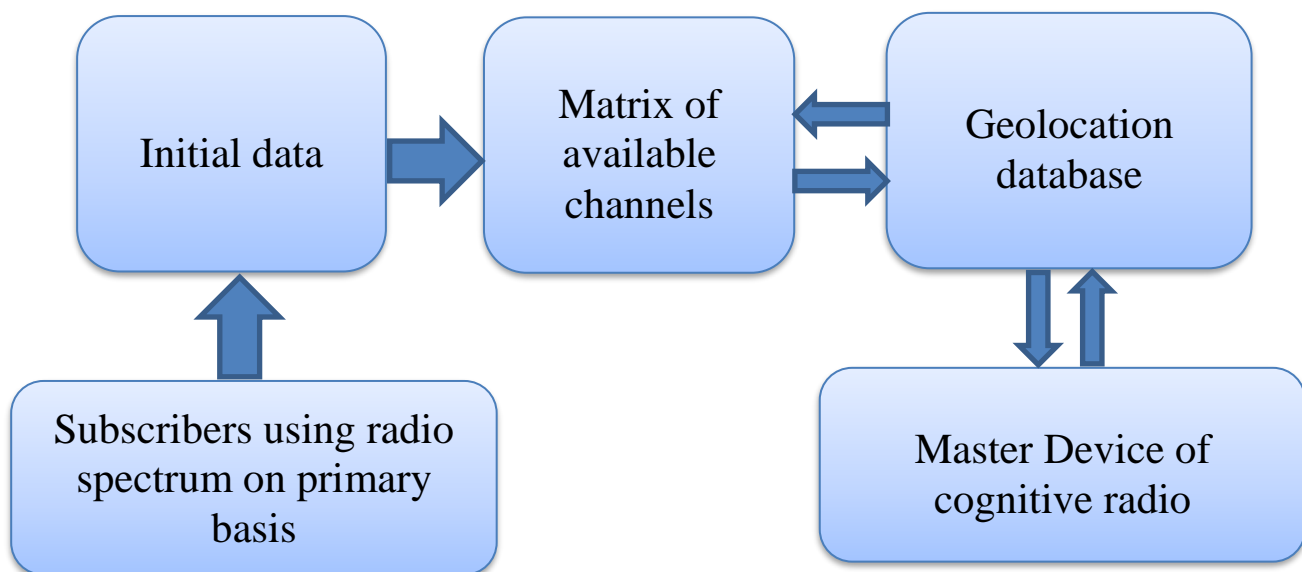 Initial data
Matrix of
available
channels
Geolocation
database
Subscribers using radio
spectrum on primary
basis
Master Device of
cognitive radio